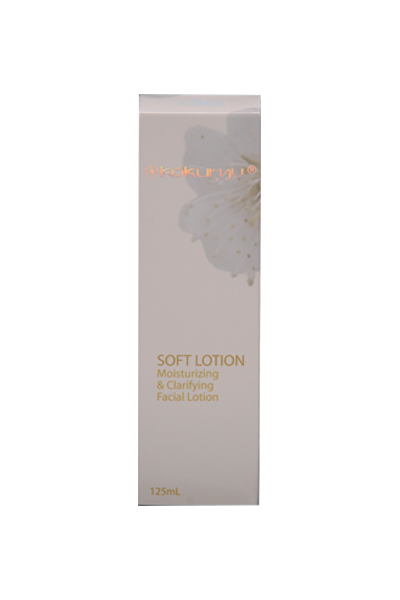 SOFT LOTION
Moisturizing
& Clarifying
Facial Lotion
125mL